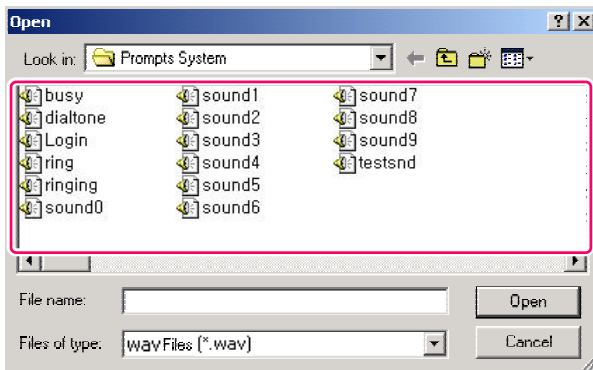 Open
Look in: Prompts System
busy
dialtone
Login
ring
ringing
sound0
sound1
sound2
sound3
sound4
sound5
sound6
sound7
sound8
sound9
testsnd
File name:
Open
Files of type: wav Files (*.wav)
Cancel